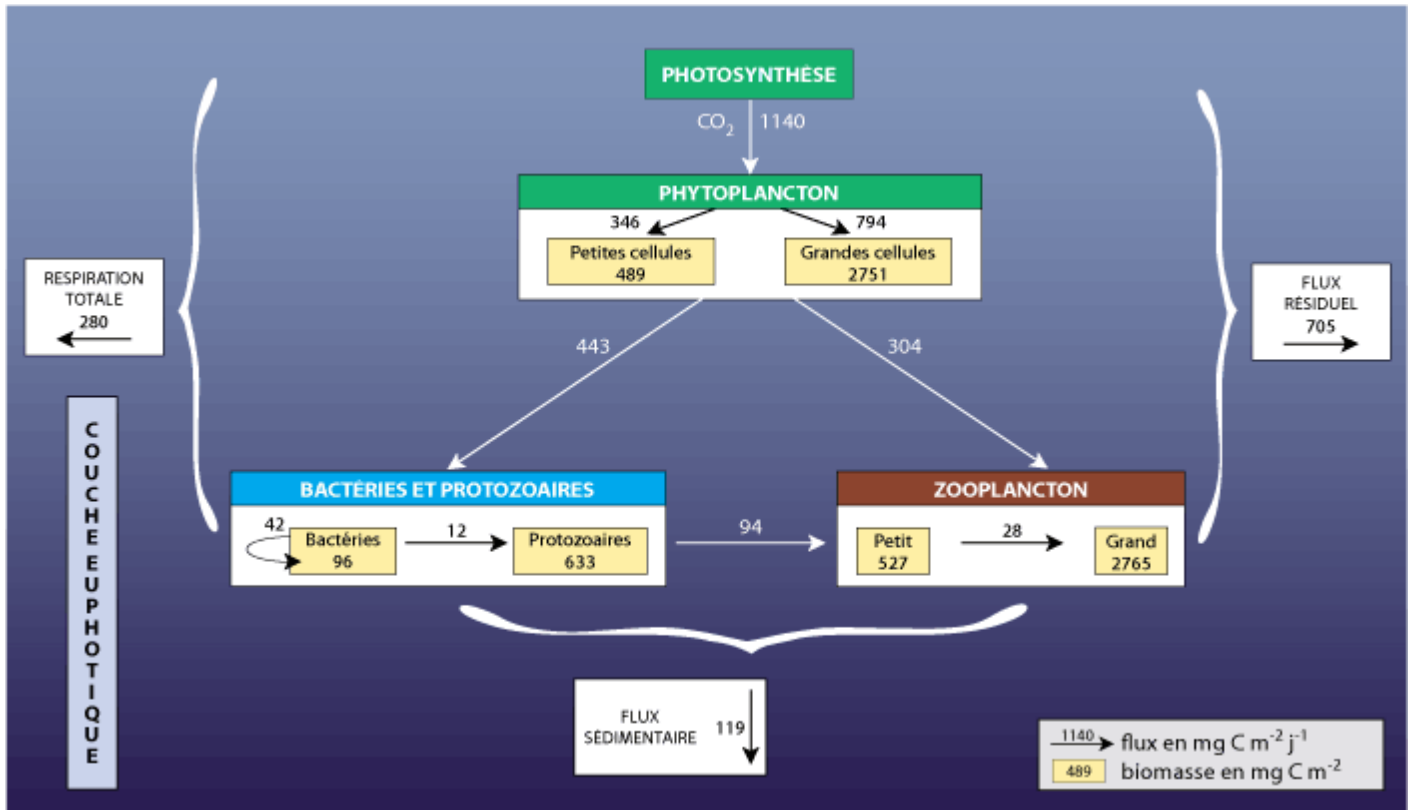 PHOTOSYNTHÈSE
CO2 1140
PHYTOPLANCTON
346 794
Petites cellules
489
Grandes cellules
2751
RESPIRATION
TOTALE
280
FLUX
RÉSIDUEL
705
443 304
COUCHE EUPHOTIQUE
BACTÉRIES ET PROTOZOAIRES
42
Bactéries
96
12
Protozoaires
633
94
ZOOPLANCTON
Petit
527
28
Grand
2765
FLUX
SÉDIMENTAIRE
119
1140 flux en mg C m-2 j-1
489 biomasse en mg C m-2